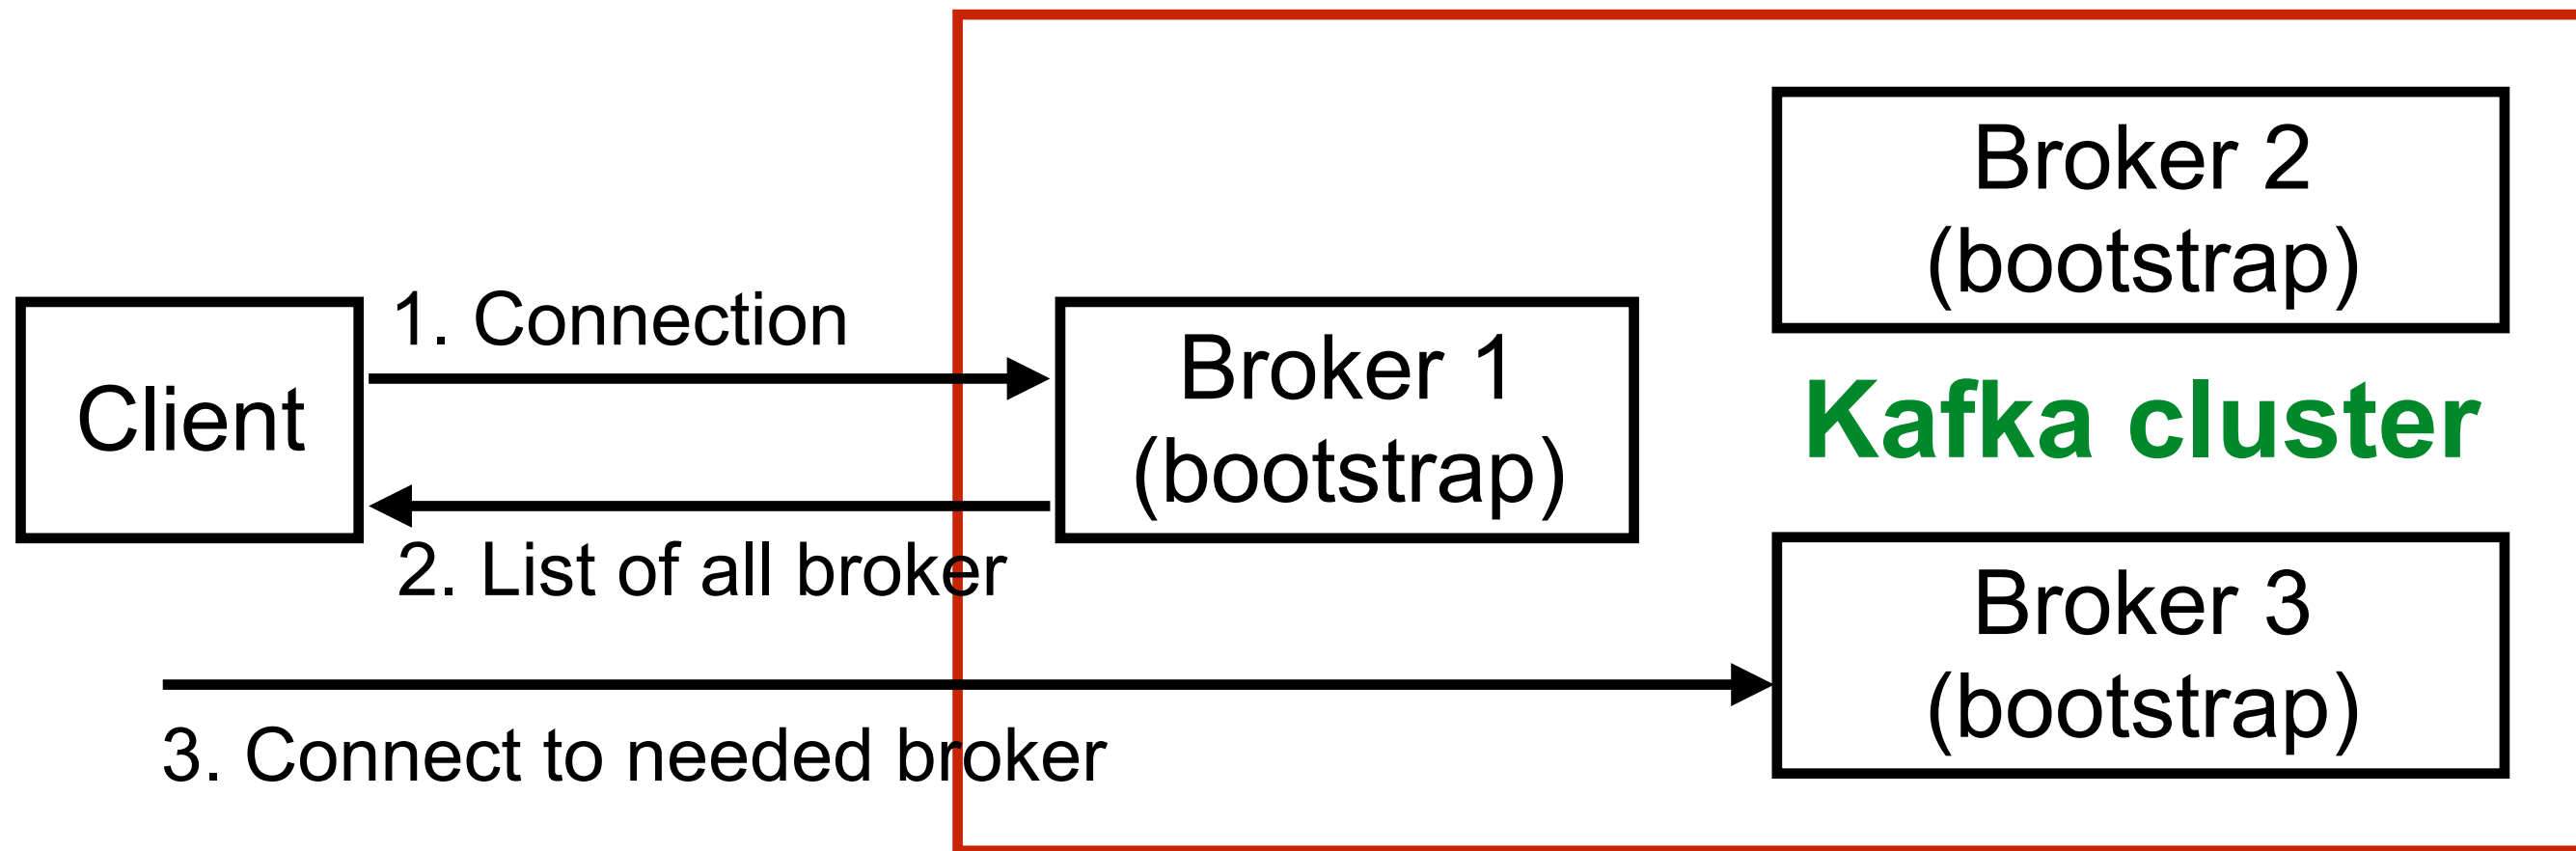 Client
1. Connection
2. List of all broker
3. Connect to needed broker
Broker 1
(bootstrap)
Broker 2
(bootstrap)
Kafka cluster
Broker 3
(bootstrap)